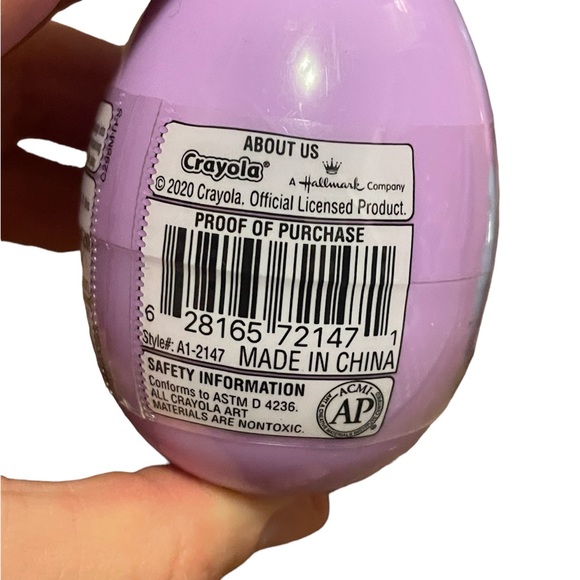 ABOUT US
Crayola®
A Hallmark Company
© 2020 Crayola. Official Licensed Product.
PROOF OF PURCHASE
6 28165 72147 1
Style#: A1-2147 MADE IN CHINA
SAFETY INFORMATION
Conforms to ASTM D 4236.
ALL CRAYOLA ART
MATERIALS ARE NONTOXIC.
ACMI
AP